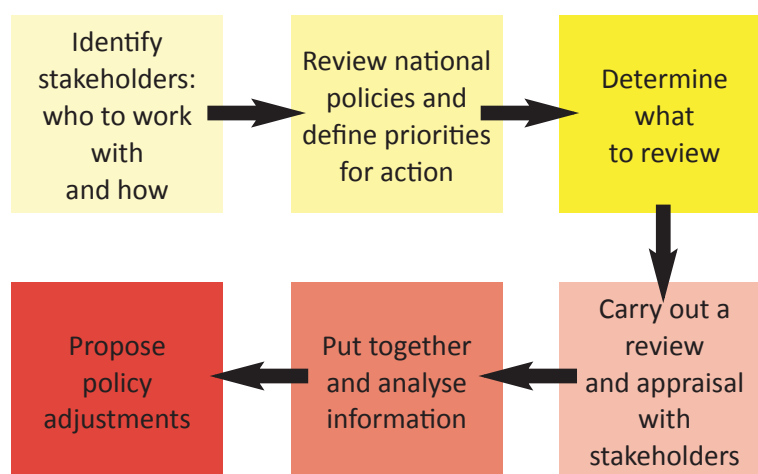 Identify
stakeholders:
who to work
with
and how
Review national
policies and
define priorities
for action
Determine
what
to review
Carry out a
review
and appraisal
with
stakeholders
Put together
and analyse
information
Propose
policy
adjustments